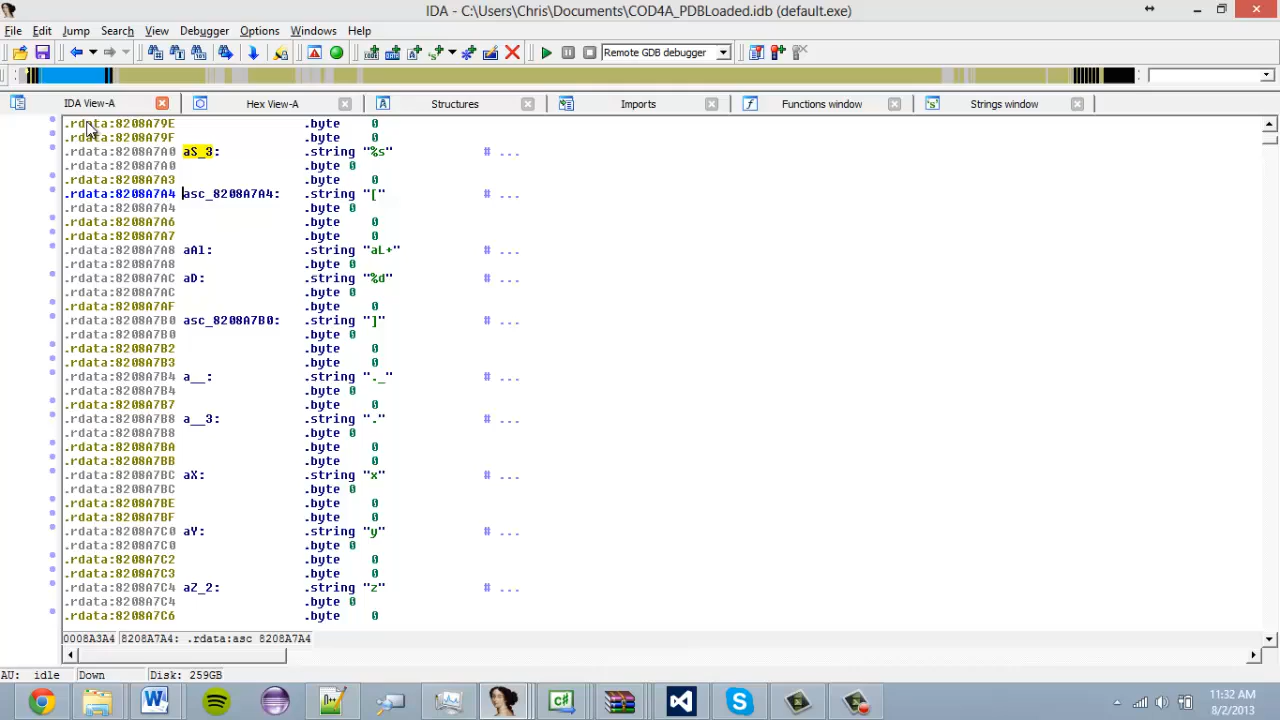 IDA - C:\Users\Chris\Documents\COD4A_PDBLoaded.idb (default.exe)
File Edit Jump Search View Debugger Options Windows Help
Remote GDB debugger
IDA View-A Hex View-A Structures Imports Functions window Strings window
.rdata:8208A79E .byte 0
.rdata:8208A79F .byte 0
.rdata:8208A7A0 aS_3: .string "%s" # ...
.rdata:8208A7A0 .byte 0
.rdata:8208A7A3 .byte 0
.rdata:8208A7A4 asc_8208A7A4: .string "[" # ...
.rdata:8208A7A4 .byte 0
.rdata:8208A7A6 .byte 0
.rdata:8208A7A7 .byte 0
.rdata:8208A7A8 aAl: .string "aL+" # ...
.rdata:8208A7A8 .byte 0
.rdata:8208A7AC aD: .string "%d" # ...
.rdata:8208A7AC .byte 0
.rdata:8208A7AF .byte 0
.rdata:8208A7B0 asc_8208A7B0: .string "]" # ...
.rdata:8208A7B0 .byte 0
.rdata:8208A7B2 .byte 0
.rdata:8208A7B3 .byte 0
.rdata:8208A7B4 a__: .string "._" # ...
.rdata:8208A7B4 .byte 0
.rdata:8208A7B7 .byte 0
.rdata:8208A7B8 a__3: .string "." # ...
.rdata:8208A7B8 .byte 0
.rdata:8208A7BA .byte 0
.rdata:8208A7BB .byte 0
.rdata:8208A7BC aX: .string "x" # ...
.rdata:8208A7BC .byte 0
.rdata:8208A7BE .byte 0
.rdata:8208A7BF .byte 0
.rdata:8208A7C0 aY: .string "y" # ...
.rdata:8208A7C0 .byte 0
.rdata:8208A7C2 .byte 0
.rdata:8208A7C3 .byte 0
.rdata:8208A7C4 aZ_2: .string "z" # ...
.rdata:8208A7C4 .byte 0
.rdata:8208A7C6 .byte 0
0008A3A4 8208A7A4: .rdata:asc 8208A7A4
AU: idle Down Disk: 259GB
11:32 AM
8/2/2013